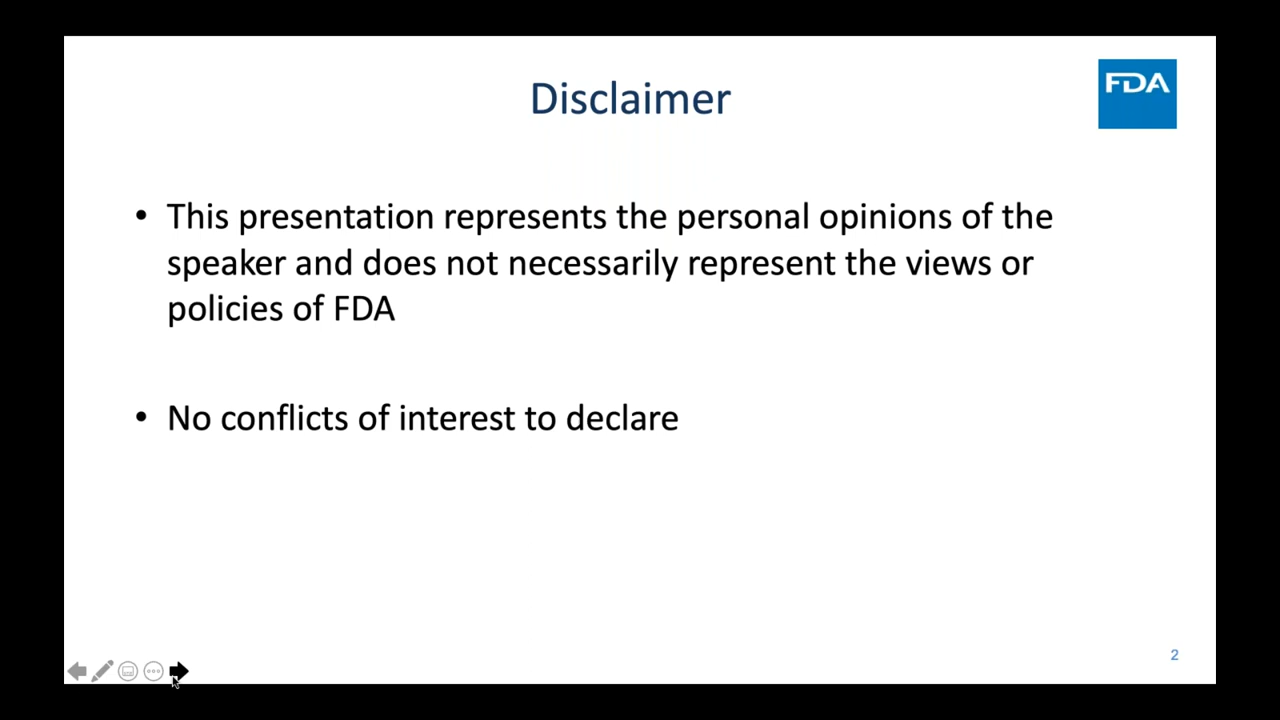 Disclaimer
FDA
• This presentation represents the personal opinions of the
speaker and does not necessarily represent the views or
policies of FDA
• No conflicts of interest to declare
2